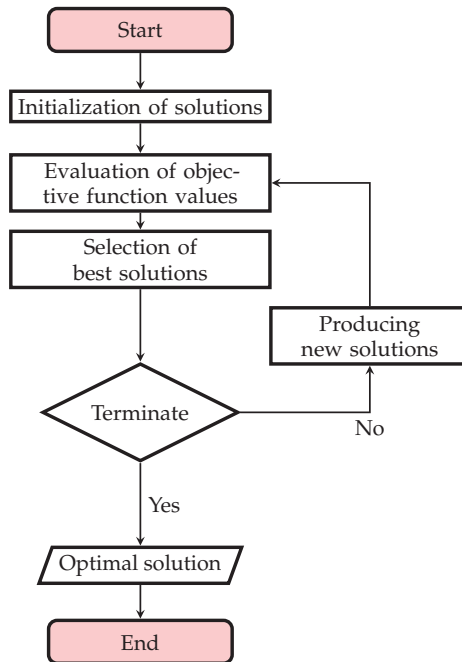 Start
Initialization of solutions
Evaluation of objec-
tive function values
Selection of
best solutions
Producing
new solutions
Terminate
No
Yes
Optimal solution
End